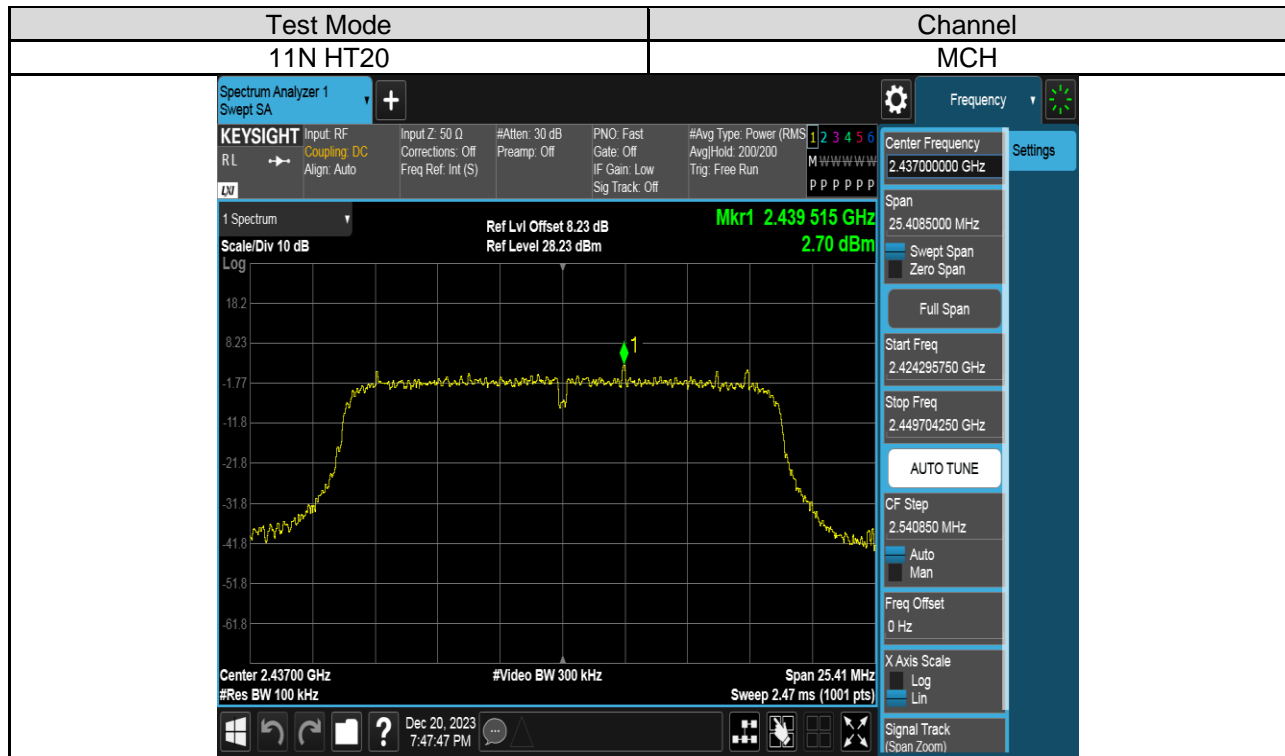 Test Mode Channel
11N HT20 MCH
Spectrum Analyzer 1
Swept SA
+
Frequency
KEYSIGHT
RL
LXI
Input: RF
Coupling: DC
Align: Auto
Input Z: 50 Ω
Corrections: Off
Freq Ref: Int (S)
#Atten: 30 dB
Preamp: Off
PNO: Fast
Gate: Off
IF Gain: Low
Sig Track: Off
#Avg Type: Power (RMS
Avg|Hold: 200/200
Trig: Free Run
1 2 3 4 5 6
M W W W W W
P P P P P P
1 Spectrum
Scale/Div 10 dB
Ref Lvl Offset 8.23 dB
Ref Level 28.23 dBm
Mkr1 2.439 515 GHz
2.70 dBm
Log
18.2
8.23
-1.77
-11.8
-21.8
-31.8
-41.8
-51.8
-61.8
1
Center 2.43700 GHz
#Res BW 100 kHz
#Video BW 300 kHz
Span 25.41 MHz
Sweep 2.47 ms (1001 pts)
?
Dec 20, 2023
7:47:47 PM
Center Frequency
2.437000000 GHz
Settings
Span
25.4085000 MHz
Swept Span
Zero Span
Full Span
Start Freq
2.424295750 GHz
Stop Freq
2.449704250 GHz
AUTO TUNE
CF Step
2.540850 MHz
Auto
Man
Freq Offset
0 Hz
X Axis Scale
Log
Lin
Signal Track
(Span Zoom)